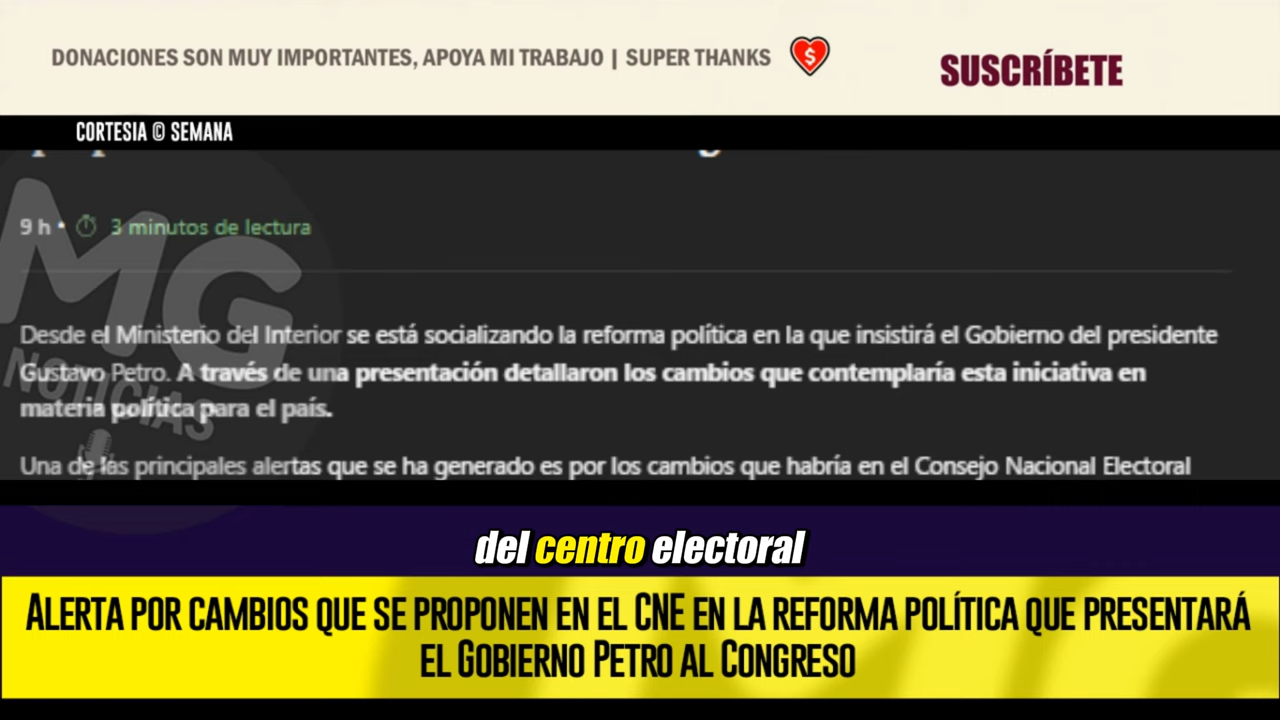 DONACIONES SON MUY IMPORTANTES, APOYA MI TRABAJO | SUPER THANKS
$
SUSCRÍBETE
CORTESIA © SEMANA
9 h • 3 minutos de lectura
MG
NOTICIAS
Desde el Ministerio del Interior se está socializando la reforma política en la que insistirá el Gobierno del presidente
Gustavo Petro. A través de una presentación detallaron los cambios que contemplaría esta iniciativa en
materia política para el país.
Una de las principales alertas que se ha generado es por los cambios que habría en el Consejo Nacional Electoral
del centro electoral
ALERTA POR CAMBIOS QUE SE PROPONEN EN EL CNE EN LA REFORMA POLÍTICA QUE PRESENTARÁ
EL GOBIERNO PETRO AL CONGRESO